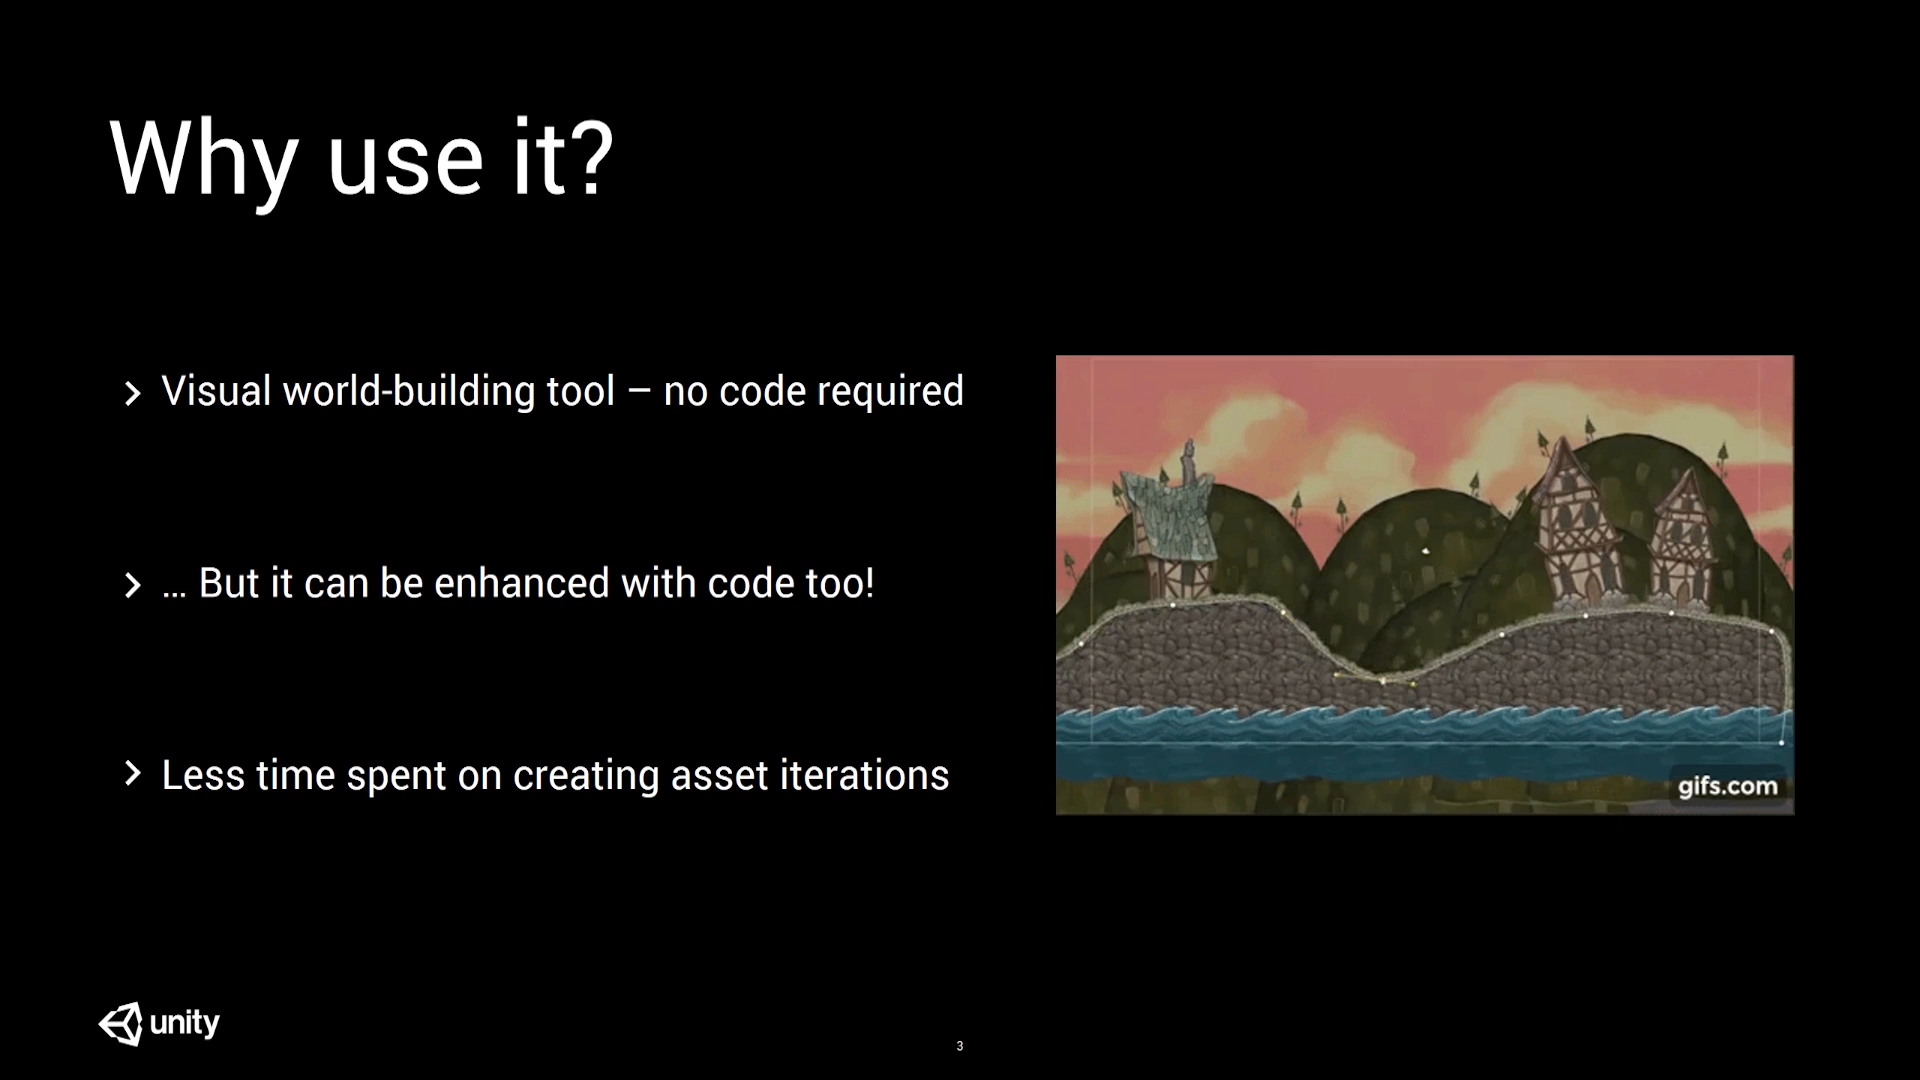 Why use it?
Visual world-building tool – no code required
... But it can be enhanced with code too!
Less time spent on creating asset iterations
gifs.com
unity
3